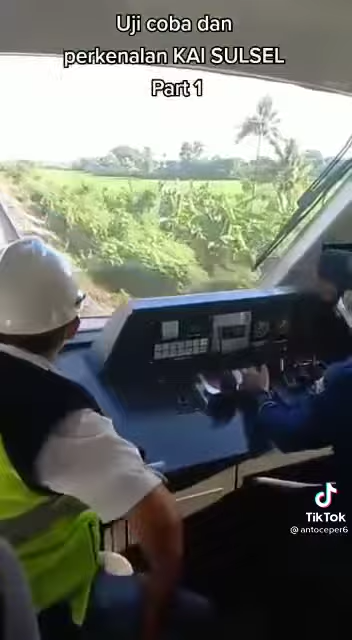 Uji coba dan
perkenalan KAI SULSEL
Part 1
TikTok
@antoceper6